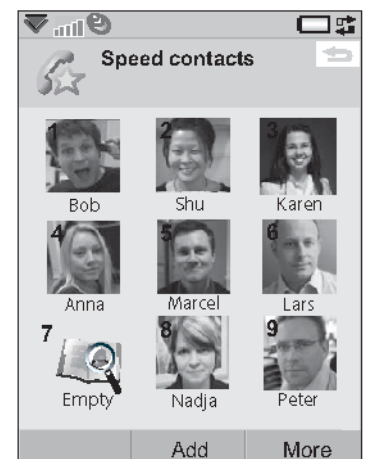 Speed contacts
1 2 3
Bob Shu Karen
4 5 6
Anna Marcel Lars
7 8 9
Empty Nadja Peter
Add More